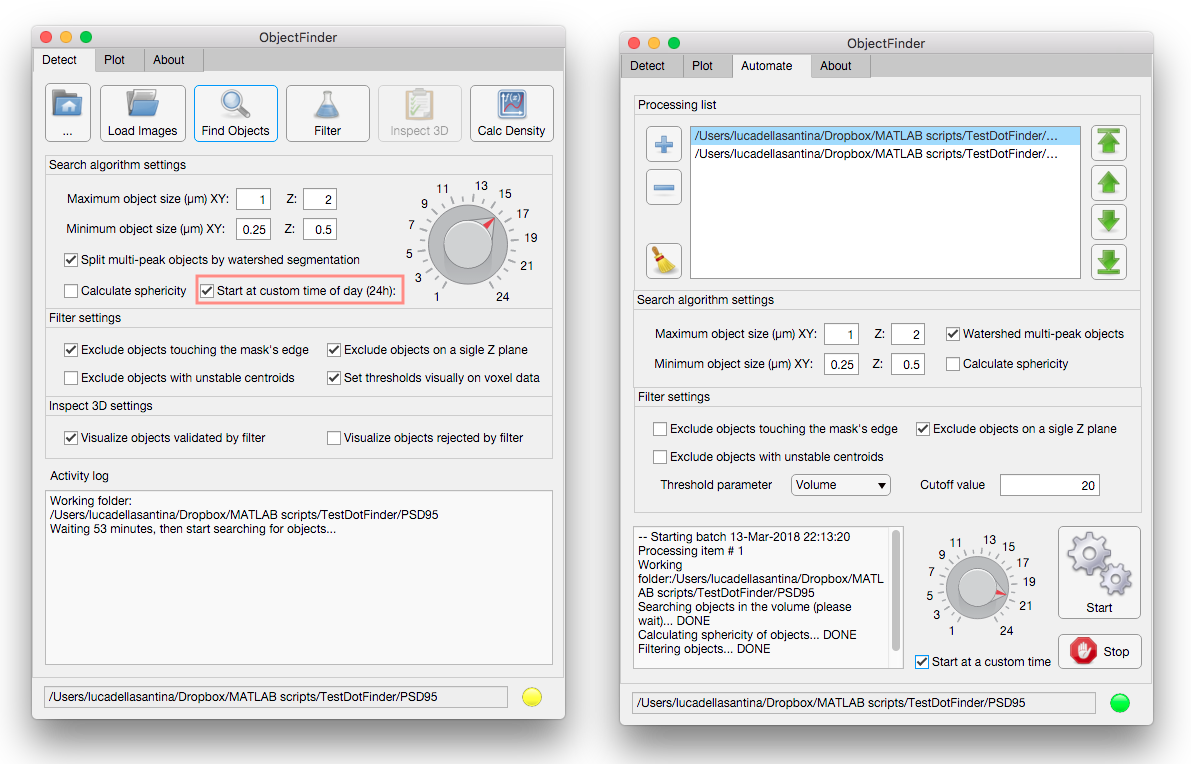 ObjectFinder
Detect Plot About
... Load Images Find Objects Filter Inspect 3D Calc Density
Search algorithm settings
Maximum object size (µm) XY: 1 Z: 2
Minimum object size (µm) XY: 0.25 Z: 0.5
Split multi-peak objects by watershed segmentation
Calculate sphericity Start at custom time of day (24h):
1 3 5 7 9 11 13 15 17 19 21 24
Filter settings
Exclude objects touching the mask's edge Exclude objects on a sigle Z plane
Exclude objects with unstable centroids Set thresholds visually on voxel data
Inspect 3D settings
Visualize objects validated by filter Visualize objects rejected by filter
Activity log
Working folder:
/Users/lucadellasantina/Dropbox/MATLAB scripts/TestDotFinder/PSD95
Waiting 53 minutes, then start searching for objects...
/Users/lucadellasantina/Dropbox/MATLAB scripts/TestDotFinder/PSD95
ObjectFinder
Detect Plot Automate About
Processing list
/Users/lucadellasantina/Dropbox/MATLAB scripts/TestDotFinder/...
/Users/lucadellasantina/Dropbox/MATLAB scripts/TestDotFinder/...
Search algorithm settings
Maximum object size (µm) XY: 1 Z: 2 Watershed multi-peak objects
Minimum object size (µm) XY: 0.25 Z: 0.5 Calculate sphericity
Filter settings
Exclude objects touching the mask's edge Exclude objects on a sigle Z plane
Exclude objects with unstable centroids
Threshold parameter Volume Cutoff value 20
-- Starting batch 13-Mar-2018 22:13:20
Processing item # 1
Working
folder:/Users/lucadellasantina/Dropbox/MATL
AB scripts/TestDotFinder/PSD95
Searching objects in the volume (please
wait)... DONE
Calculating sphericity of objects... DONE
Filtering objects... DONE
1 3 5 7 9 11 13 15 17 19 21 24
Start at a custom time
Start
Stop
/Users/lucadellasantina/Dropbox/MATLAB scripts/TestDotFinder/PSD95